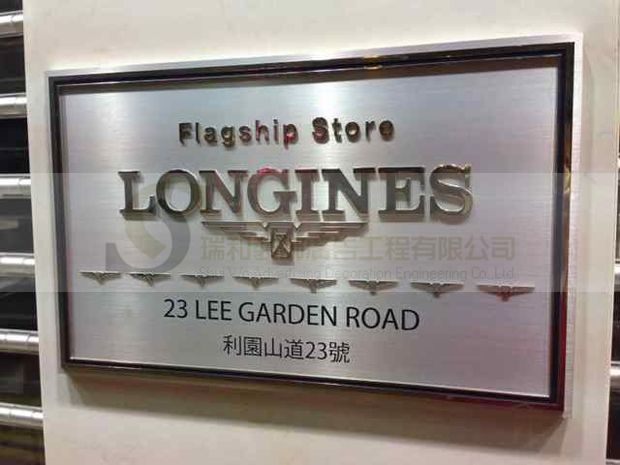 Flagship Store
LONGINES
23 LEE GARDEN ROAD
利園山道23號